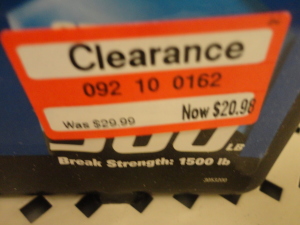 Clearance
092 10 0162
Now $20.98
Was $29.99
LB
Break Strength: 1500 lb